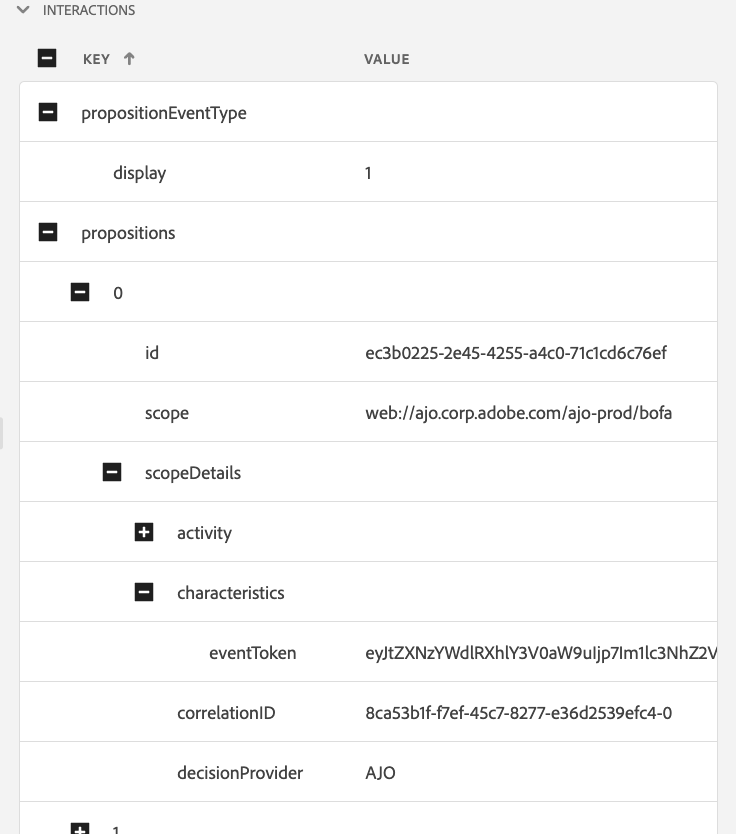 INTERACTIONS
KEY ↑ VALUE
propositionEventType
display 1
propositions
0
id ec3b0225-2e45-4255-a4c0-71c1cd6c76ef
scope web://ajo.corp.adobe.com/ajo-prod/bofa
scopeDetails
activity
characteristics
eventToken eyJtZXNzYWdlRXhlY3V0aW9uIjp7Im1lc3NhZ2V
correlationID 8ca53b1f-f7ef-45c7-8277-e36d2539efc4-0
decisionProvider AJO
1